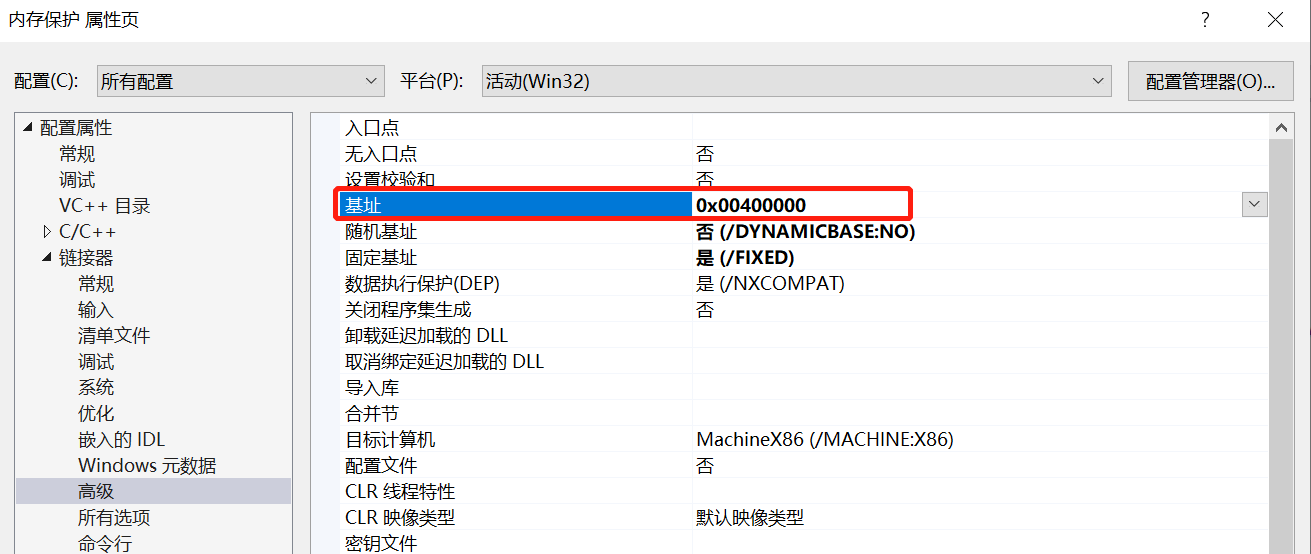 内存保护 属性页 ? ×
配置(C): 所有配置 平台(P): 活动(Win32) 配置管理器(O)...
配置属性
常规
调试
VC++ 目录
C/C++
链接器
常规
输入
清单文件
调试
系统
优化
嵌入的 IDL
Windows 元数据
高级
所有选项
命令行
入口点
无入口点 否
设置校验和 否
基址 0x00400000
随机基址 否 (/DYNAMICBASE:NO)
固定基址 是 (/FIXED)
数据执行保护(DEP) 是 (/NXCOMPAT)
关闭程序集生成 否
卸载延迟加载的 DLL
取消绑定延迟加载的 DLL
导入库
合并节
目标计算机 MachineX86 (/MACHINE:X86)
配置文件 否
CLR 线程特性
CLR 映像类型 默认映像类型
密钥文件